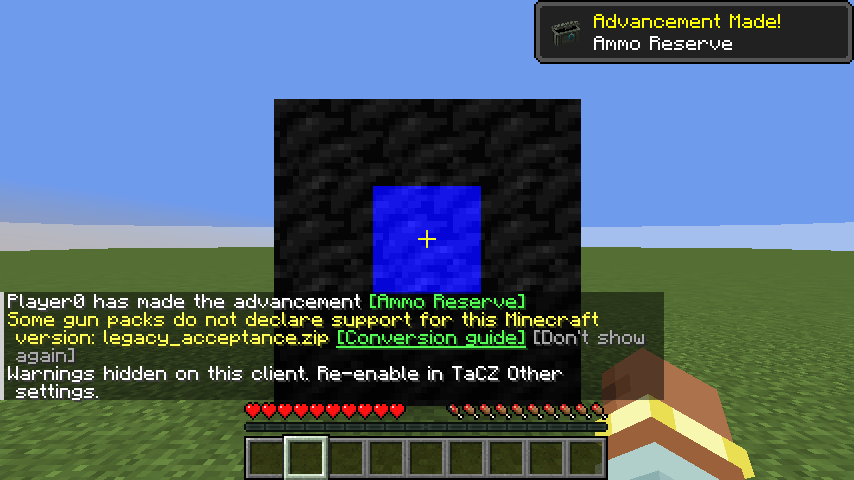 Advancement Made!
Ammo Reserve
Player0 has made the advancement [Ammo Reserve]
Some gun packs do not declare support for this Minecraft
version: legacy_acceptance.zip [Conversion guide] [Don't show
again]
Warnings hidden on this client. Re-enable in TaCZ Other
settings.